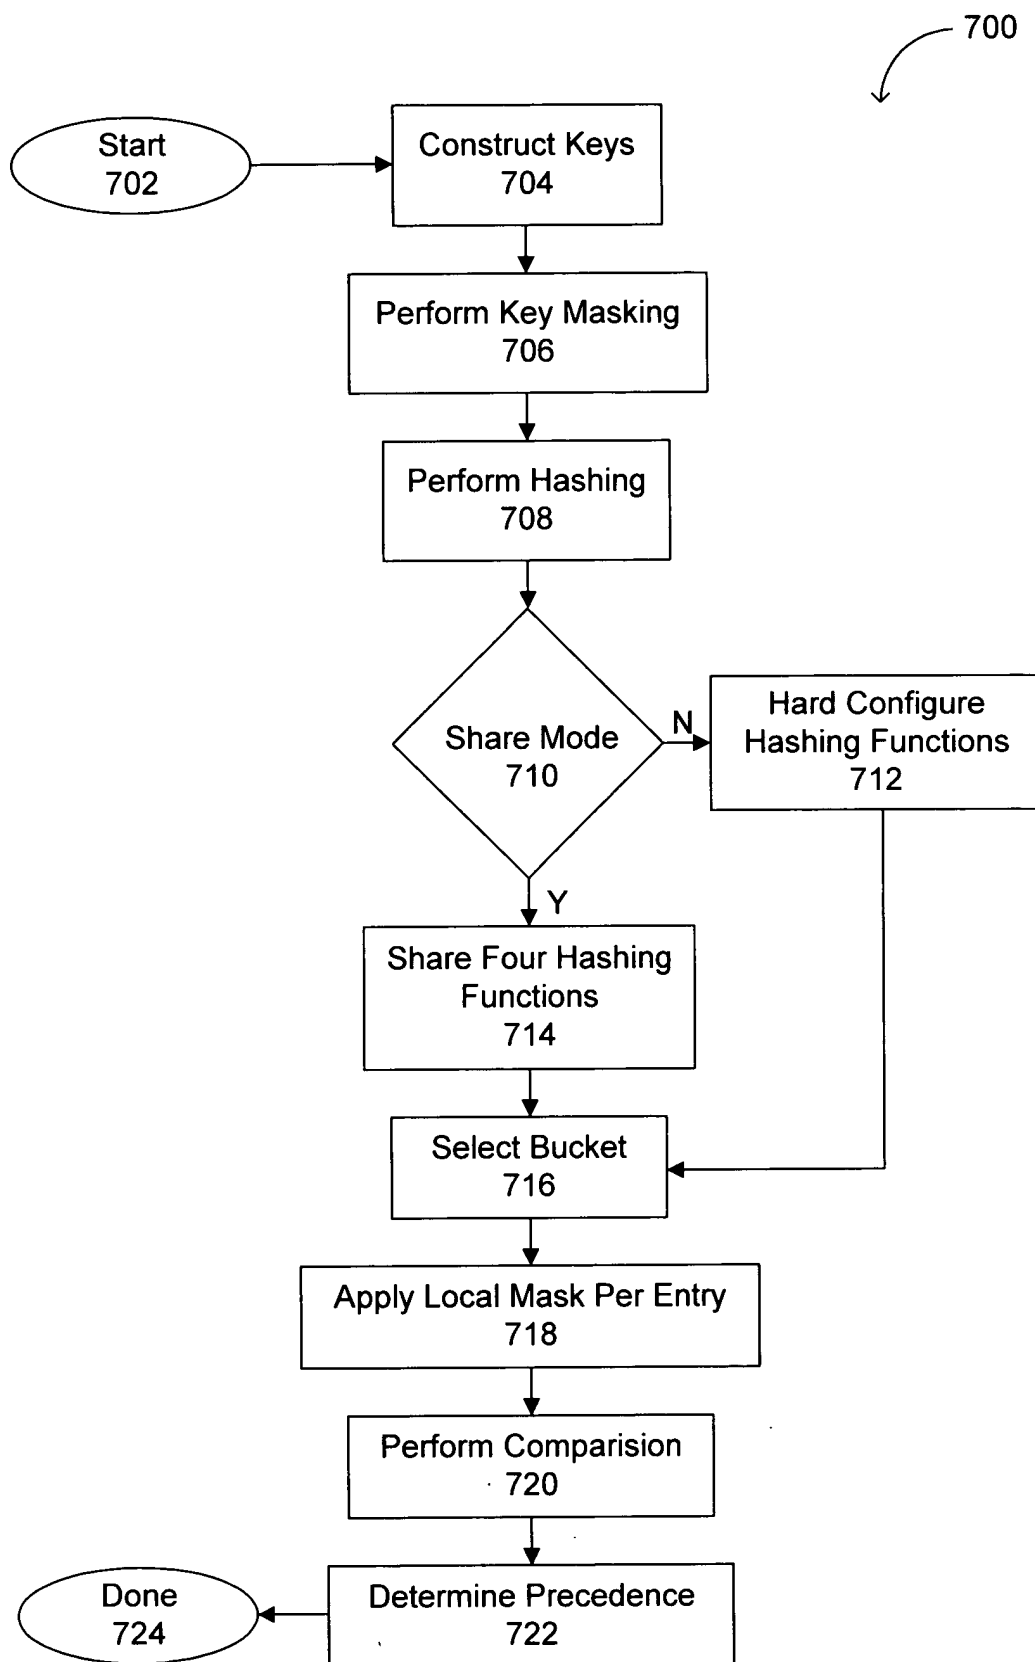 700
Start
702
Construct Keys
704
Perform Key Masking
706
Perform Hashing
708
Share Mode
710
N
Hard Configure
Hashing Functions
712
Y
Share Four Hashing
Functions
714
Select Bucket
716
Apply Local Mask Per Entry
718
Perform Comparision
720
Determine Precedence
722
Done
724